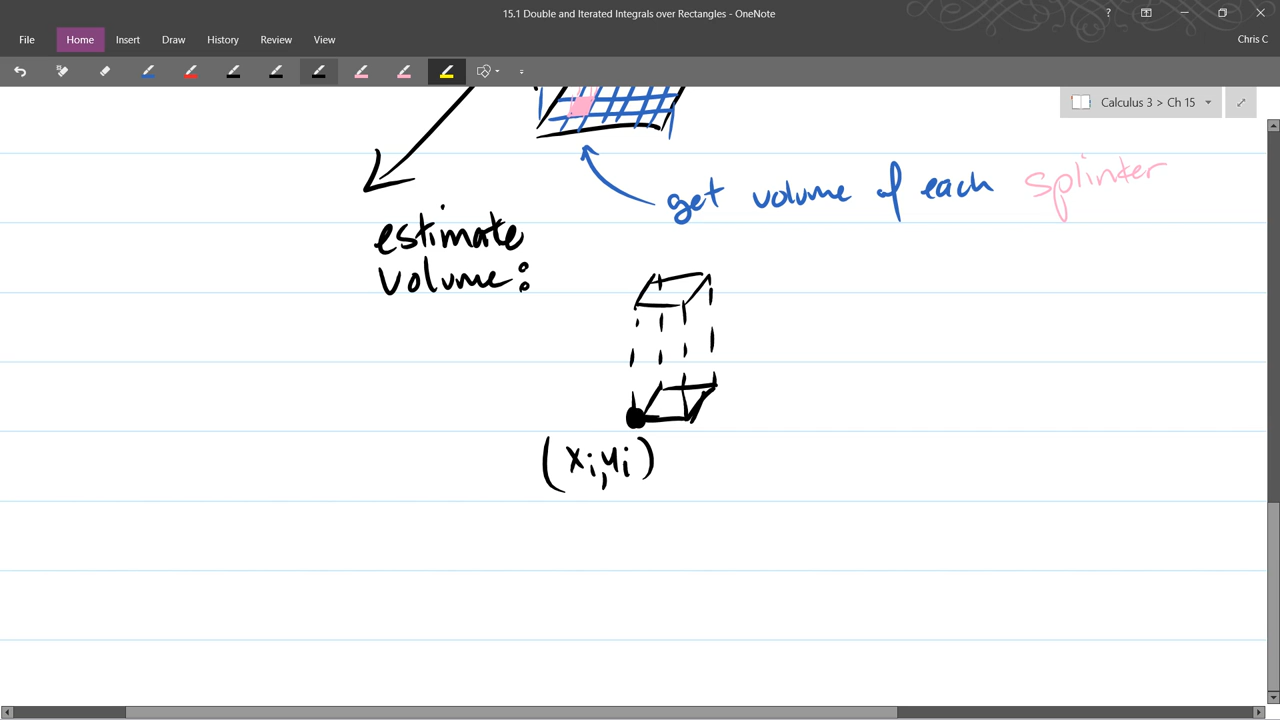 15.1 Double and Iterated Integrals over Rectangles - OneNote
File Home Insert Draw History Review View
Chris C
Calculus 3 > Ch 15
get volume of each splinter
estimate
volume:
(xi, yi)